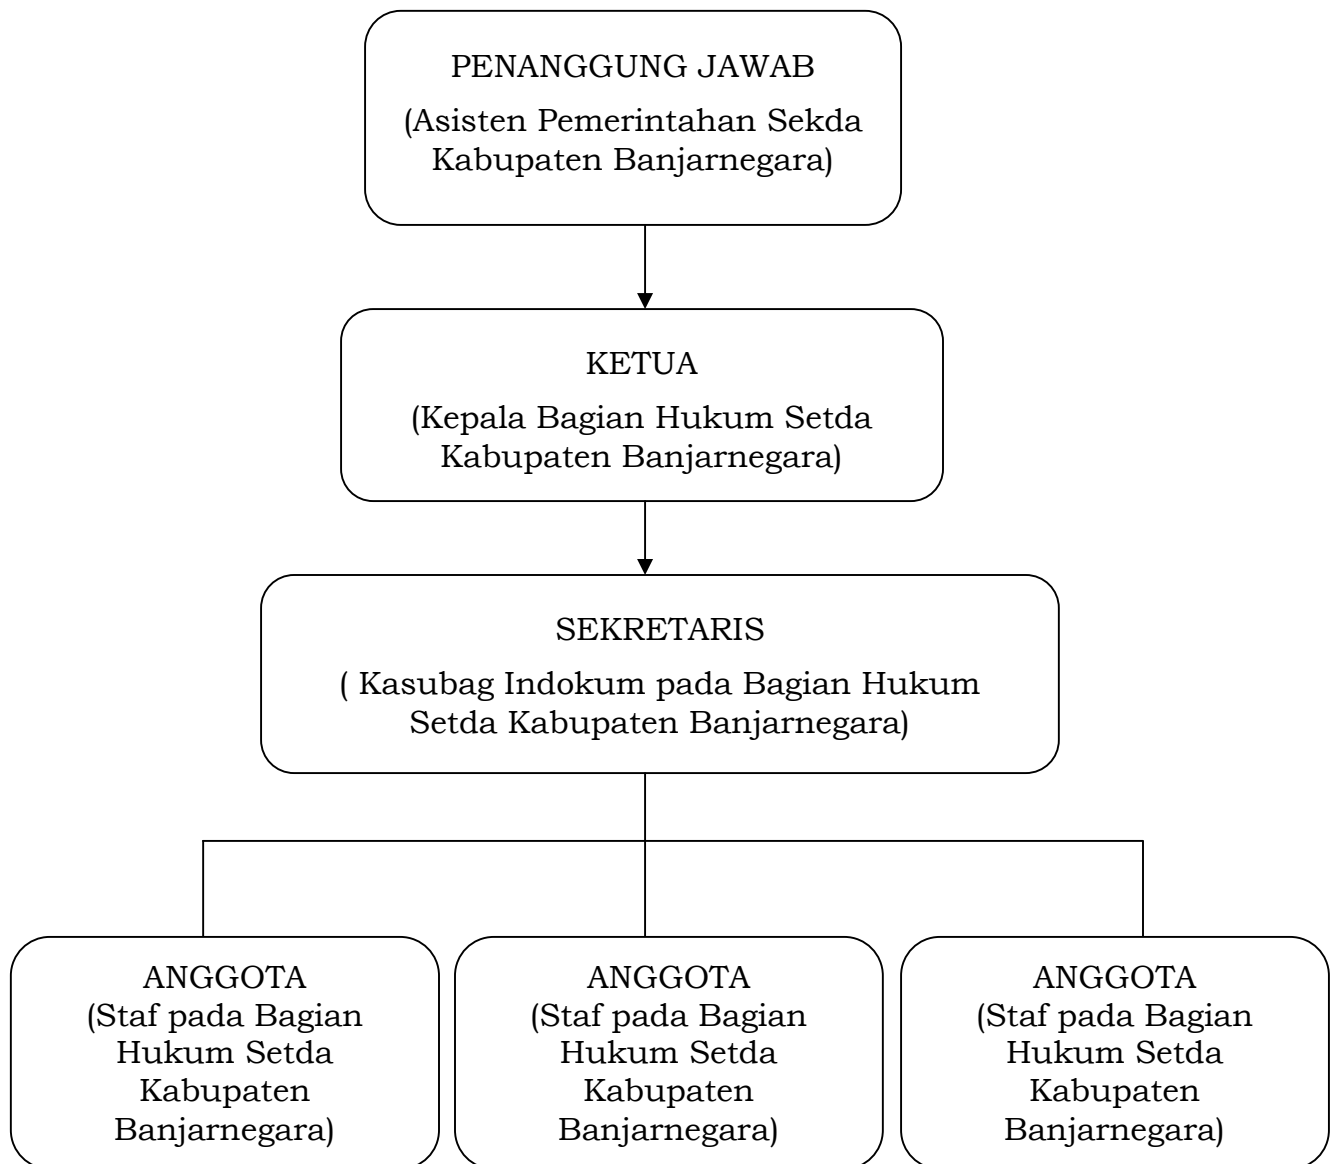 PENANGGUNG JAWAB
(Asisten Pemerintahan Sekda
Kabupaten Banjarnegara)
KETUA
(Kepala Bagian Hukum Setda
Kabupaten Banjarnegara)
SEKRETARIS
( Kasubag Indokum pada Bagian Hukum
Setda Kabupaten Banjarnegara)
ANGGOTA
(Staf pada Bagian
Hukum Setda
Kabupaten
Banjarnegara)
ANGGOTA
(Staf pada Bagian
Hukum Setda
Kabupaten
Banjarnegara)
ANGGOTA
(Staf pada Bagian
Hukum Setda
Kabupaten
Banjarnegara)